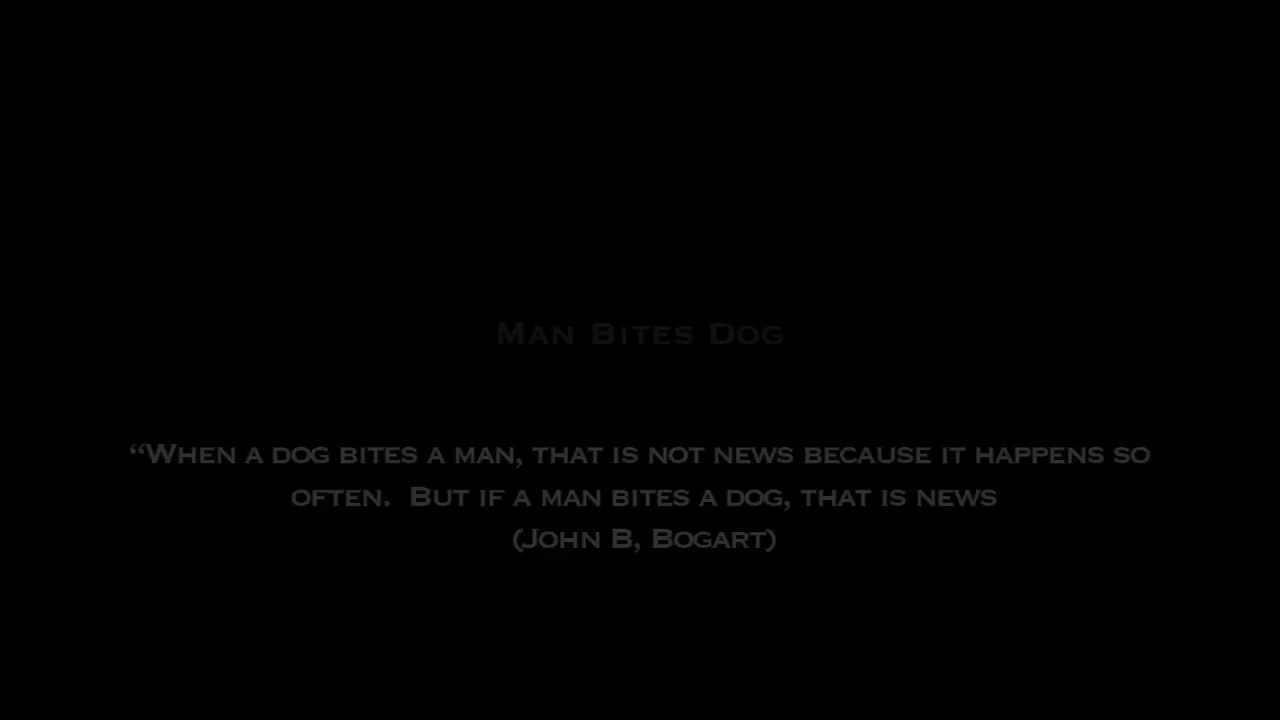 Man Bites Dog
“When a dog bites a man, that is not news because it happens so
often.  But if a man bites a dog, that is news
(John B, Bogart)